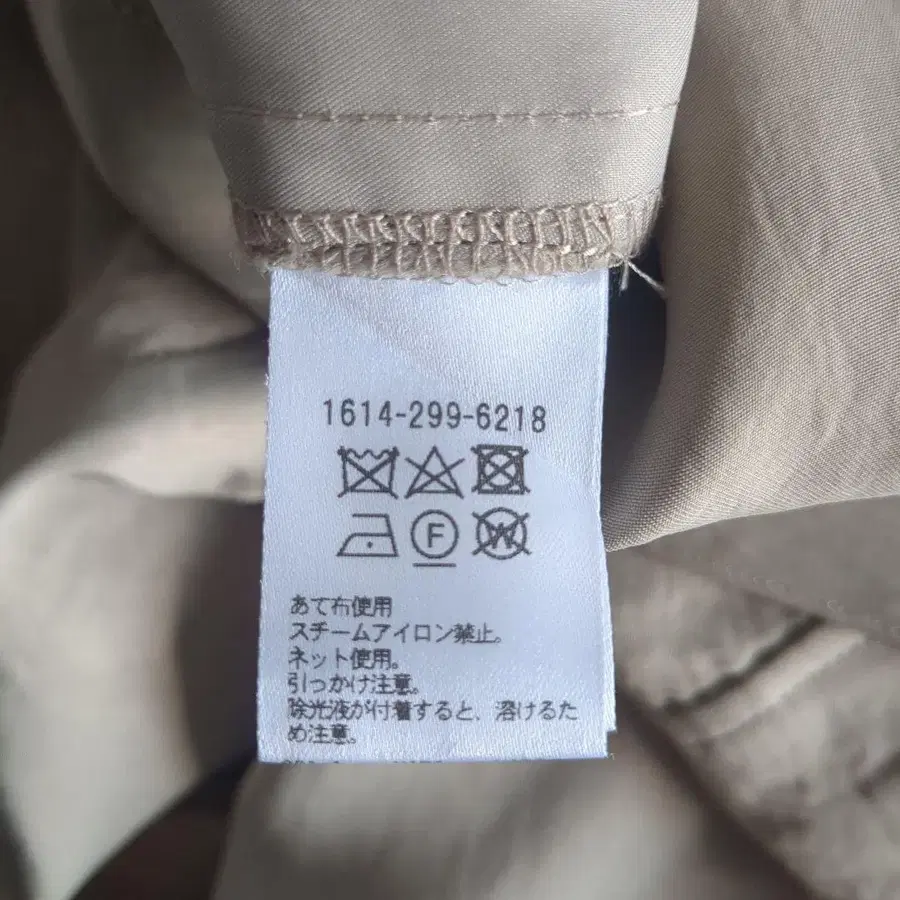 1614-299-6218
F
W
あて布使用
スチームアイロン禁止。
ネット使用。
引っかけ注意。
除光液が付着すると、溶けるた
め注意。